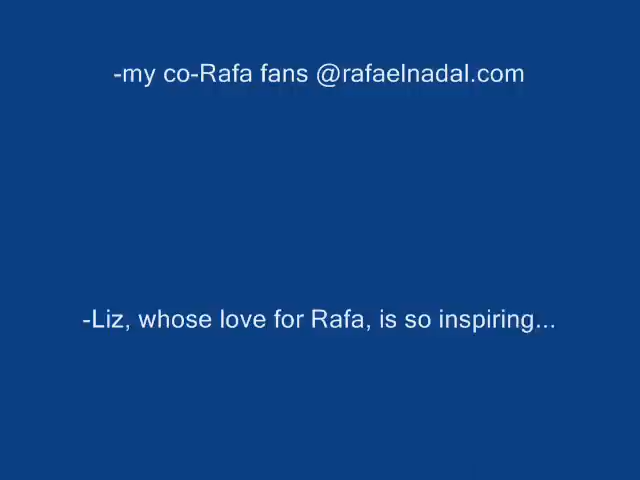 -my co-Rafa fans @rafaelnadal.com
-Liz, whose love for Rafa, is so inspiring...